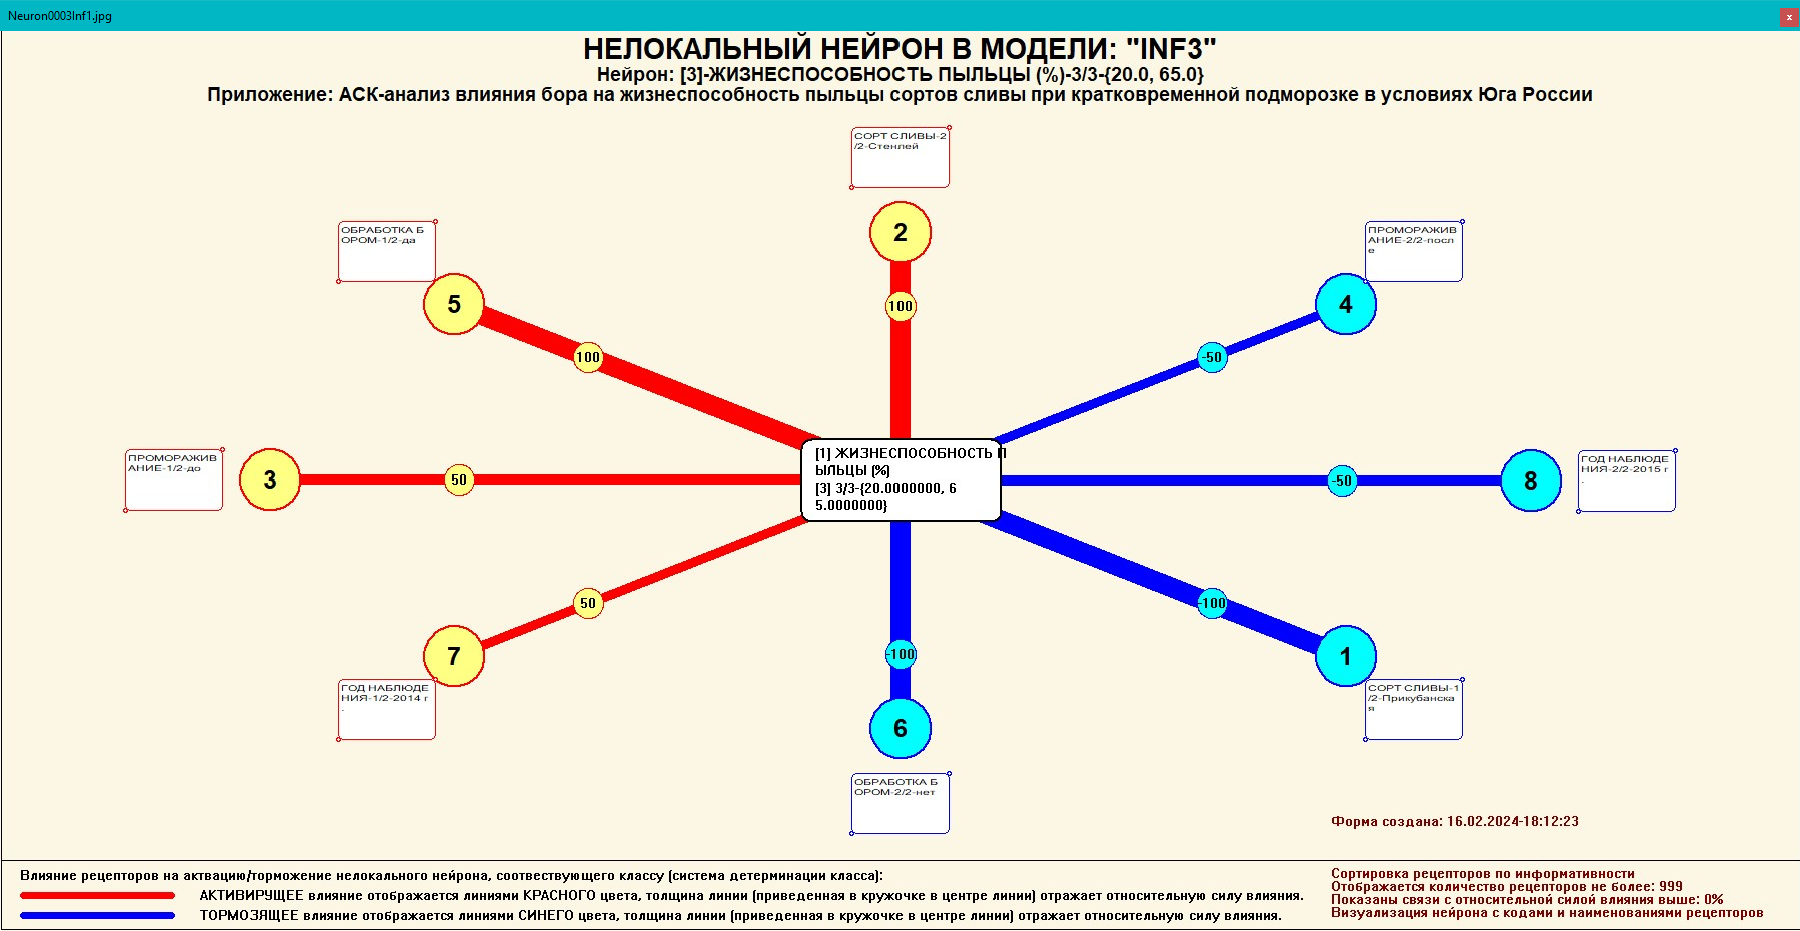 Neuron0003Inf1.jpg
x
НЕЛОКАЛЬНЫЙ НЕЙРОН В МОДЕЛИ: "INF3"
Нейрон: [3]-ЖИЗНЕСПОСОБНОСТЬ ПЫЛЬЦЫ (%)-3/3-{20.0, 65.0}
Приложение: АСК-анализ влияния бора на жизнеспособность пыльцы сортов сливы при кратковременной подморозке в условиях Юга России
СОРТ СЛИВЫ-2
/2-Стенлей
2
100
ОБРАБОТКА Б
ОРОМ-1/2-да
5
100
ПРОМОРАЖИВ
АНИЕ-2/2-посл
е
4
-50
ПРОМОРАЖИВ
АНИЕ-1/2-до
3
50
[1] ЖИЗНЕСПОСОБНОСТЬ П
ЫЛЬЦЫ (%)
[3] 3/3-{20.0000000, 6
5.0000000}
-50
8
ГОД НАБЛЮДЕ
НИЯ-2/2-2015 г
.
50
7
ГОД НАБЛЮДЕ
НИЯ-1/2-2014 г
.
-100
6
ОБРАБОТКА Б
ОРОМ-2/2-нет
-100
1
СОРТ СЛИВЫ-1
/2-Прикубанска
я
Форма создана: 16.02.2024-18:12:23
Влияние рецепторов на актвацию/торможение нелокального нейрона, соотвествующего классу (система детерминации класса):
АКТИВИРУЩЕЕ влияние отображается линиями КРАСНОГО цвета, толщина линии (приведенная в кружочке в центре линии) отражает относительную силу влияния.
ТОРМОЗЯЩЕЕ влияние отображается линиями СИНЕГО цвета, толщина линии (приведенная в кружочке в центре линии) отражает относительную силу влияния.
Сортировка рецепторов по информативности
Отображается количество рецепторов не более: 999
Показаны связи с относительной силой влияния выше: 0%
Визуализация нейрона с кодами и наименованиями рецепторов